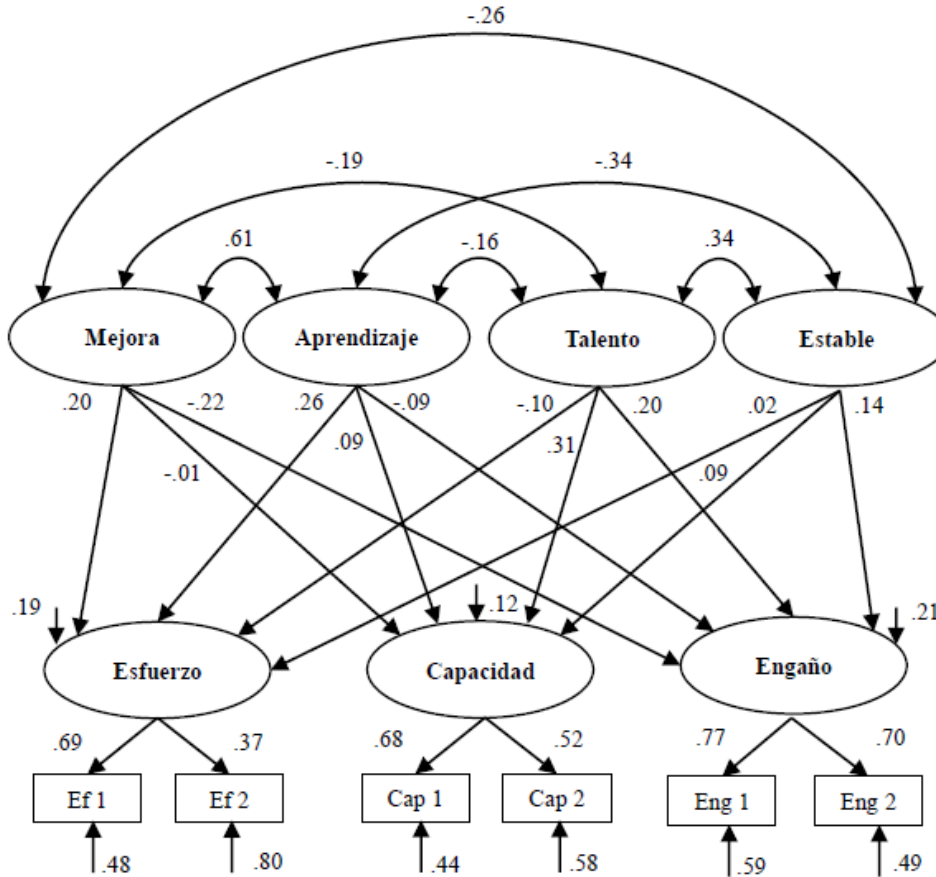 -.26
-.19 -.34
.61 -.16 .34
Mejora Aprendizaje Talento Estable
.20 -.22 .26 -.09 -.10 .20 .02 .14
-.01 .09 .31 .09
.19 .12 .21
Esfuerzo Capacidad Engaño
.69 .37 .68 .52 .77 .70
Ef 1 Ef 2 Cap 1 Cap 2 Eng 1 Eng 2
.48 .80 .44 .58 .59 .49